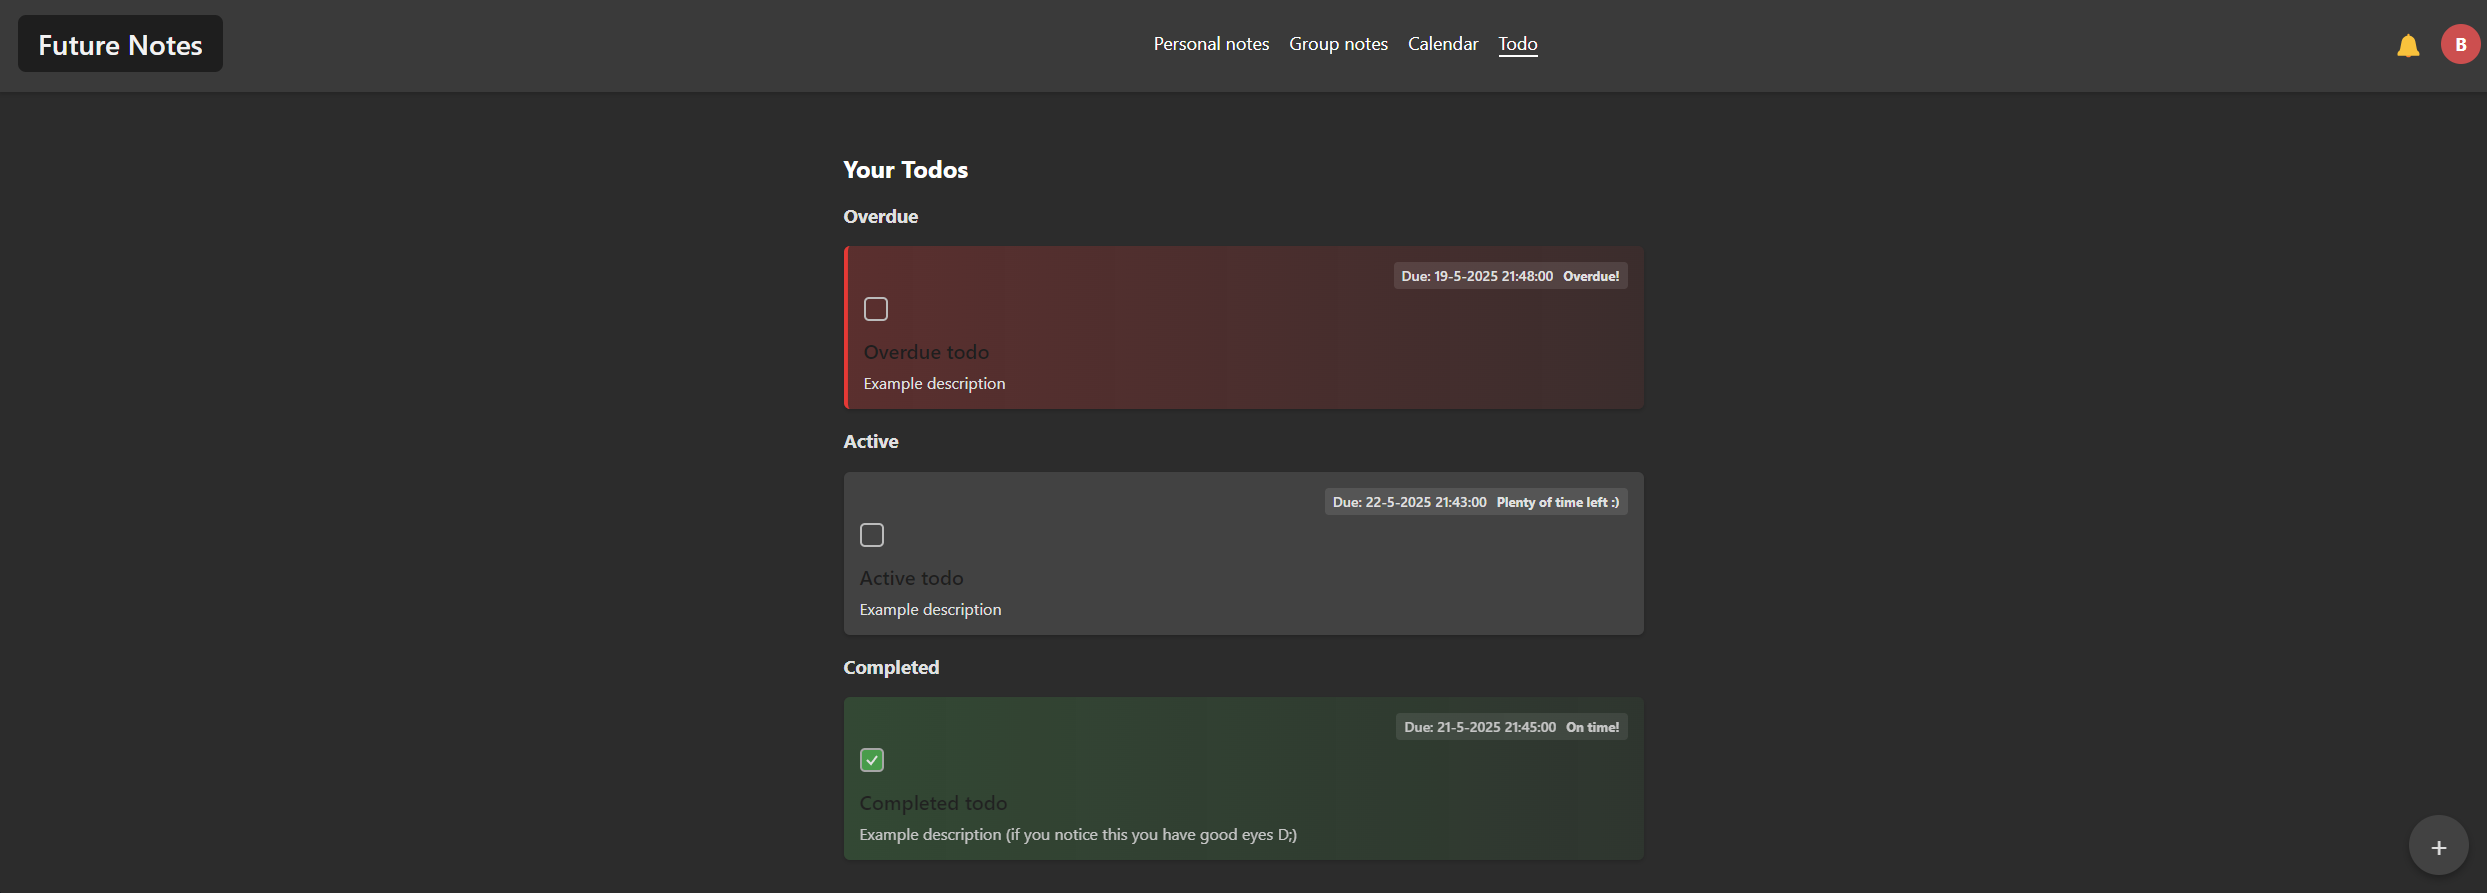 Future Notes
Personal notes Group notes Calendar Todo
B
Your Todos
Overdue
Due: 19-5-2025 21:48:00 Overdue!
Overdue todo
Example description
Active
Due: 22-5-2025 21:43:00 Plenty of time left :)
Active todo
Example description
Completed
Due: 21-5-2025 21:45:00 On time!
Completed todo
Example description (if you notice this you have good eyes D;)
+